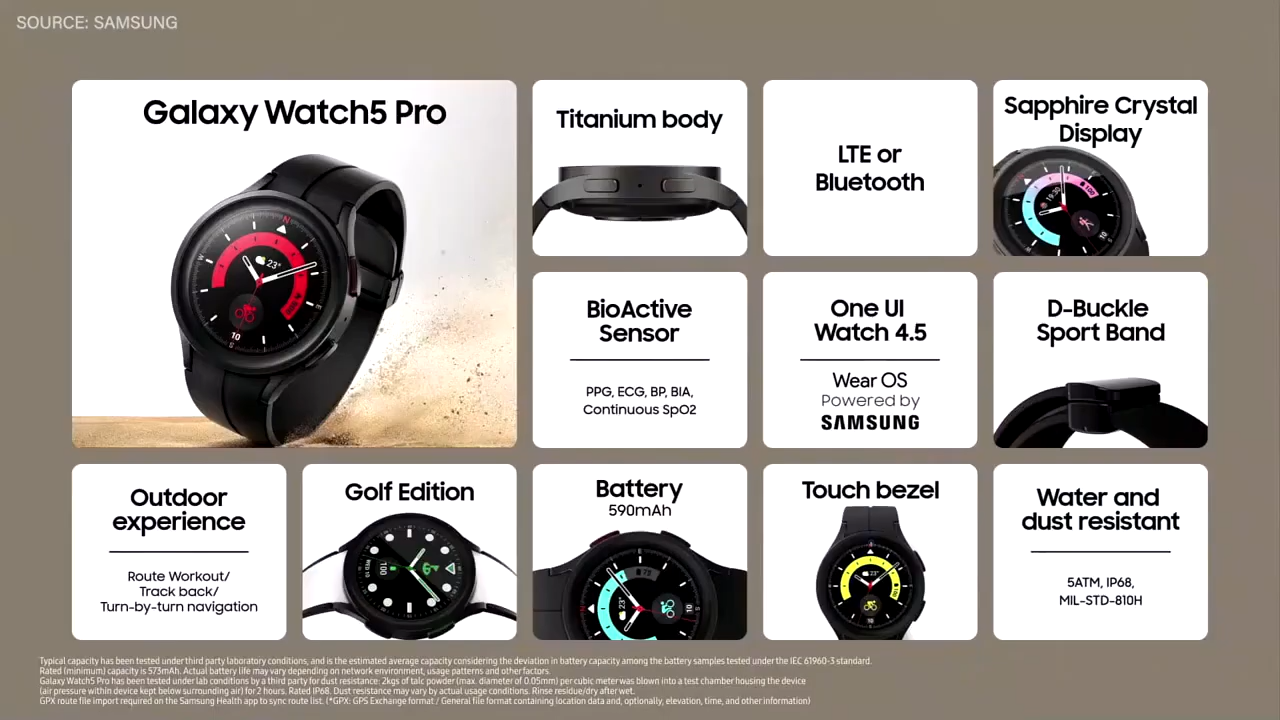 SOURCE: SAMSUNG
Galaxy Watch5 Pro
Titanium body
LTE or
Bluetooth
Sapphire Crystal
Display
BioActive
Sensor
PPG, ECG, BP, BIA,
Continuous SpO2
One UI
Watch 4.5
Wear OS
Powered by
SAMSUNG
D-Buckle
Sport Band
Outdoor
experience
Route Workout/
Track back/
Turn-by-turn navigation
Golf Edition
Battery
590mAh
Touch bezel
Water and
dust resistant
5ATM, IP68,
MIL-STD-810H
N
23°
10
19:30
10
100
23°
10
23°
10
Typical capacity has been tested under third party laboratory conditions, and is the estimated average capacity considering the deviation in battery capacity among the battery samples tested under the IEC 61960-3 standard.
Rated (minimum) capacity is 573mAh. Actual battery life may vary depending on network environment, usage patterns and other factors.
Galaxy Watch5 Pro has been tested under lab conditions by a third party for dust resistance: 2kgs of talc powder (max. diameter of 0.05mm) per cubic meter was blown into a test chamber housing the device
(air pressure within device kept below surrounding air) for 2 hours. Rated IP68. Dust resistance may vary by actual usage conditions. Rinse residue/dry after wet.
GPX route file import required on the Samsung Health app to sync route list. (*GPX: GPS Exchange format / General file format containing location data and, optionally, elevation, time, and other information)